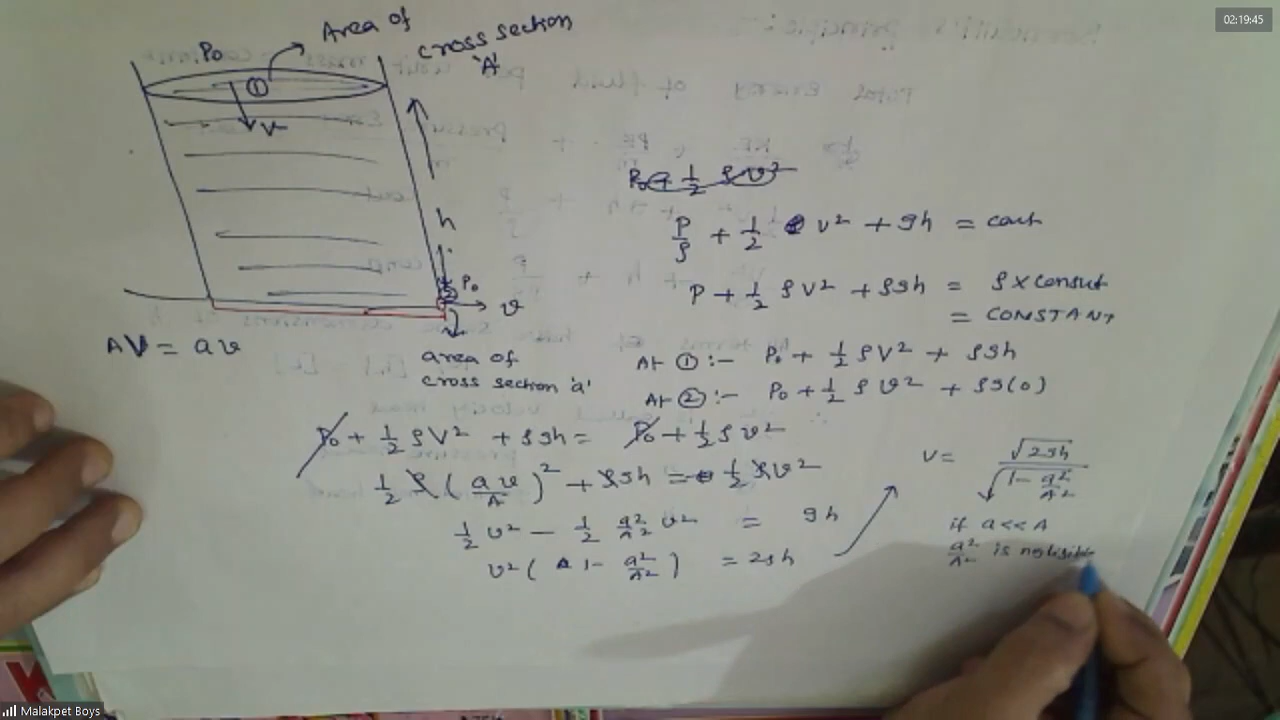 02:19:45
Area of
cross section
'A'
P₀
①
V
h
P₀
v
area of
cross section 'a'
AV = av
P₀ + 1/2 ρv²
P/ρ + 1/2 v² + gh = const
P + 1/2 ρv² + ρgh = ρ x
= CONSTANT
At ① :- P₀ + 1/2 ρV² + ρgh
At ② :- P₀ + 1/2 ρv² + ρg(0)
P₀ + 1/2 ρV² + ρgh = P₀ + 1/2 ρv²
1/2 ρ (av/A)² + ρgh = 1/2 ρv²
1/2 v² - 1/2 a²/A² v² = gh
v² ( 1 - a²/A² ) = 2gh
v = √2gh / √(1 - a²/A²)
if a << A
a²/A² is negligible
Malakpet Boys